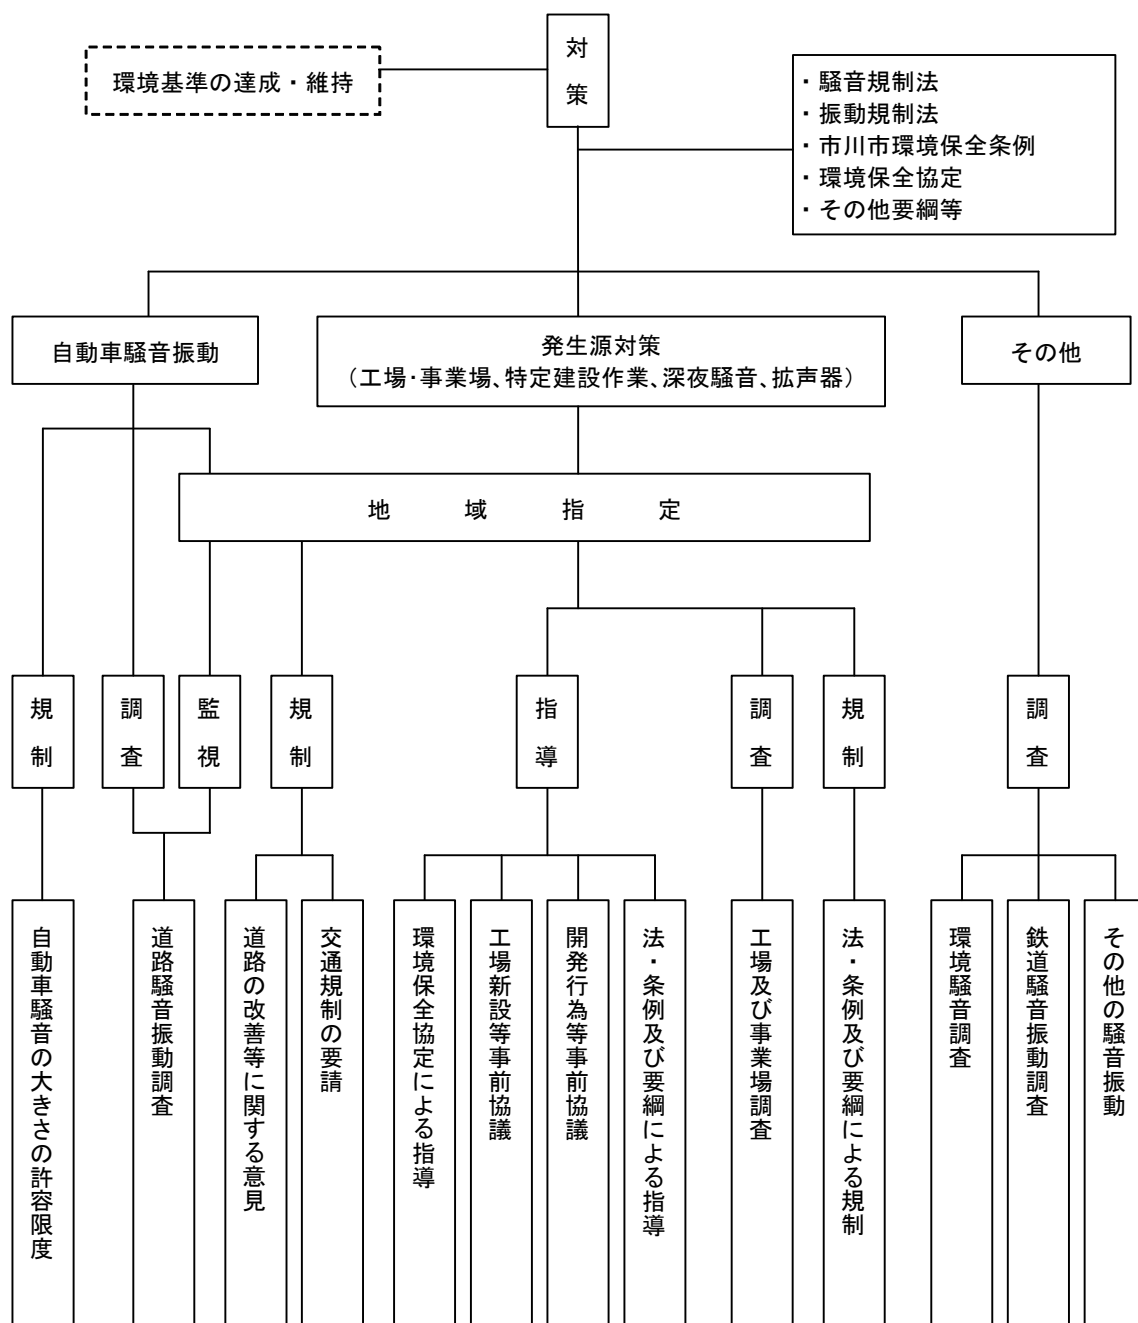 対策
環境基準の達成・維持
・騒音規制法
・振動規制法
・市川市環境保全条例
・環境保全協定
・その他要綱等
自動車騒音振動
発生源対策
（工場・事業場、特定建設作業、深夜騒音、拡声器）
その他
地域指定
規制
調査
監視
規制
指導
調査
規制
調査
自動車騒音の大きさの許容限度
道路騒音振動調査
道路の改善等に関する意見
交通規制の要請
環境保全協定による指導
工場新設等事前協議
開発行為等事前協議
法・条例及び要綱による指導
工場及び事業場調査
法・条例及び要綱による規制
環境騒音調査
鉄道騒音振動調査
その他の騒音振動